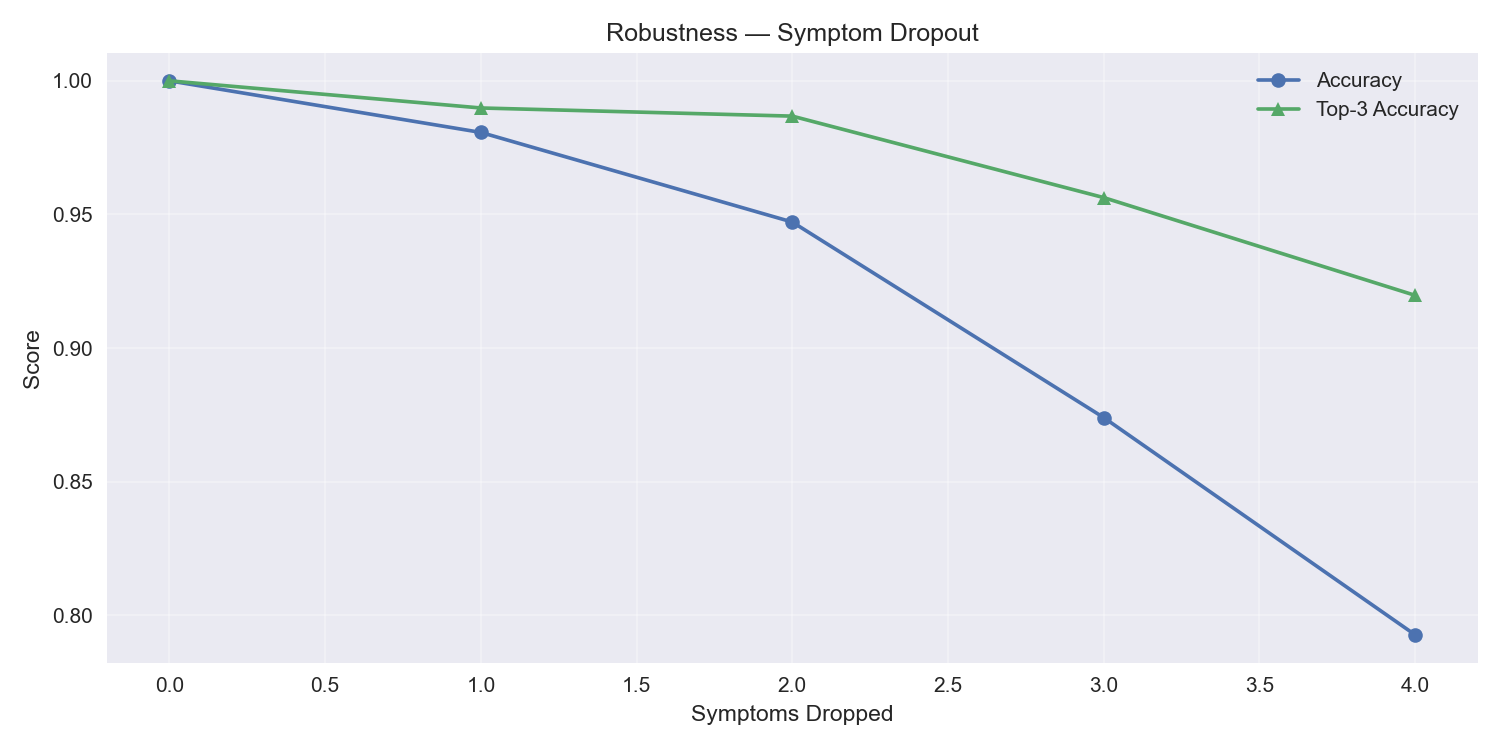 Robustness — Symptom Dropout
Accuracy
Top-3 Accuracy
1.00
0.95
0.90
0.85
0.80
Score
0.0 0.5 1.0 1.5 2.0 2.5 3.0 3.5 4.0
Symptoms Dropped